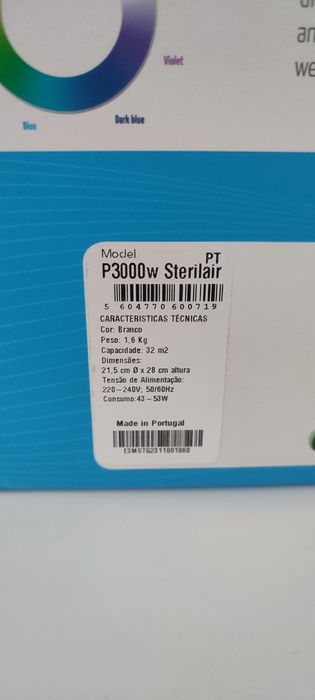 an
we
Violet
Dark blue
Blue
Model
PT
P3000w Sterilair
5 604770 600719
CARACTERISTICAS TÉCNICAS
Cor: Branco
Peso: 1,6 Kg
Capacidade: 32 m2
Dimensões:
21,5 cm Ø x 28 cm altura
Tensão de Alimentação:
220-240V, 50/60Hz
Consumo: 43 - 53W
Made in Portugal